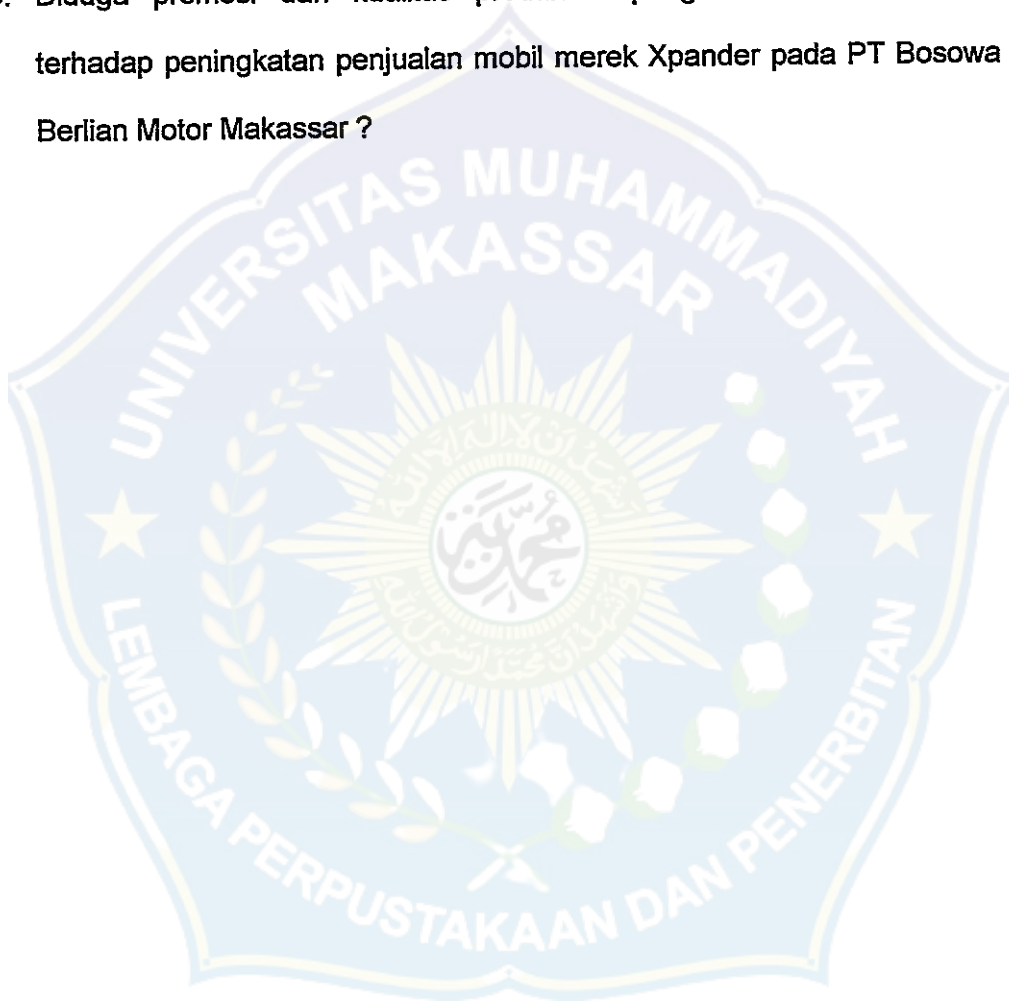 terhadap peningkatan penjualan mobil merek Xpander pada PT Bosowa
Berlian Motor Makassar ?
UNIVERSITAS MUHAMMADIYAH
MAKASSAR
LEMBAGA PERPUSTAKAAN DAN PENERBITAN